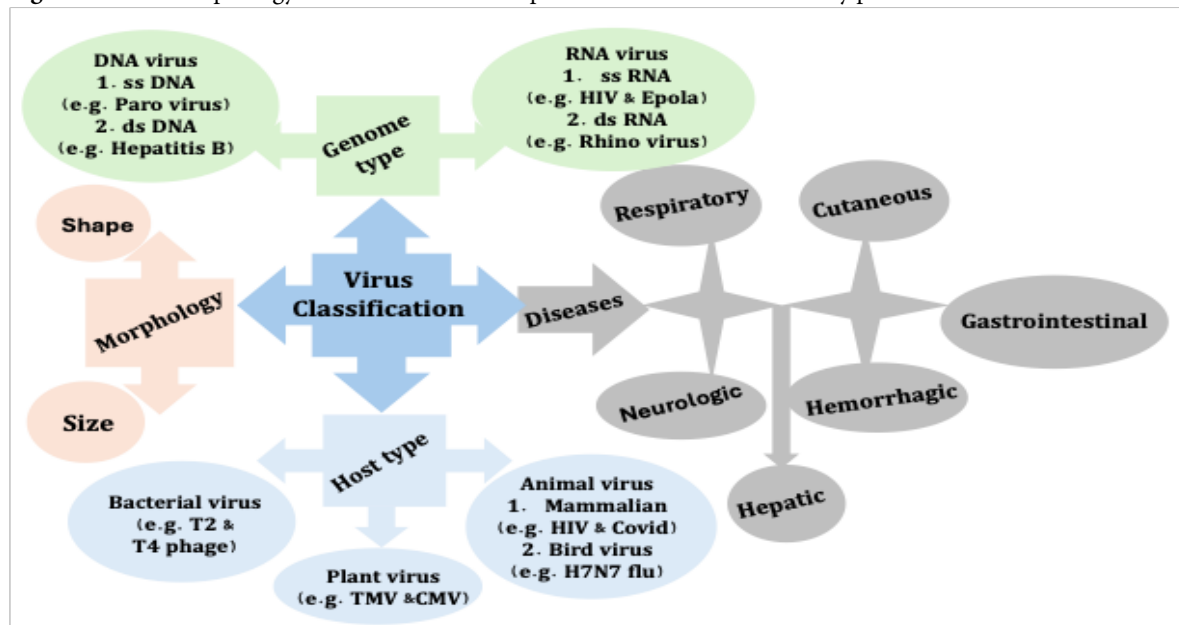 DNA virus
1. ss DNA
(e.g. Paro virus)
2. ds DNA
(e.g. Hepatitis B)
Genome
type
RNA virus
1. ss RNA
(e.g. HIV & Epola)
2. ds RNA
(e.g. Rhino virus)
Shape
Morphology
Size
Virus
Classification
Diseases
Respiratory
Cutaneous
Gastrointestinal
Neurologic
Hemorrhagic
Hepatic
Host type
Bacterial virus
(e.g. T2 &
T4 phage)
Plant virus
(e.g. TMV &CMV)
Animal virus
1. Mammalian
(e.g. HIV & Covid)
2. Bird virus
(e.g. H7N7 flu)